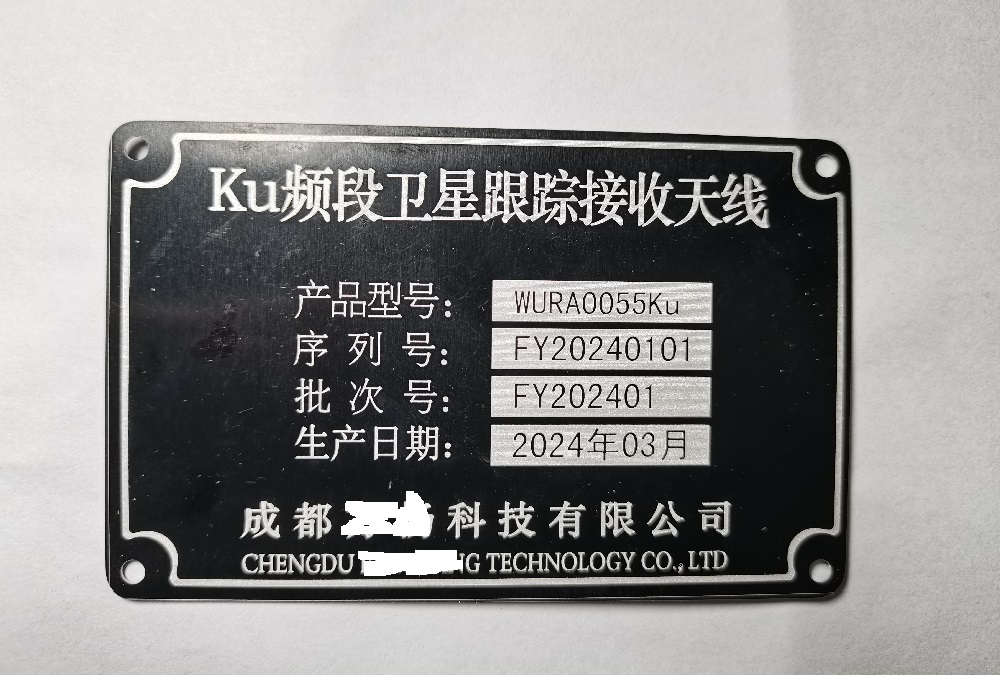 Ku频段卫星跟踪接收天线
产品型号： WURA0055Ku
序列号： FY20240101
批次号： FY202401
生产日期： 2024年03月
成都 科技有限公司
CHENGDU TECHNOLOGY CO., LTD